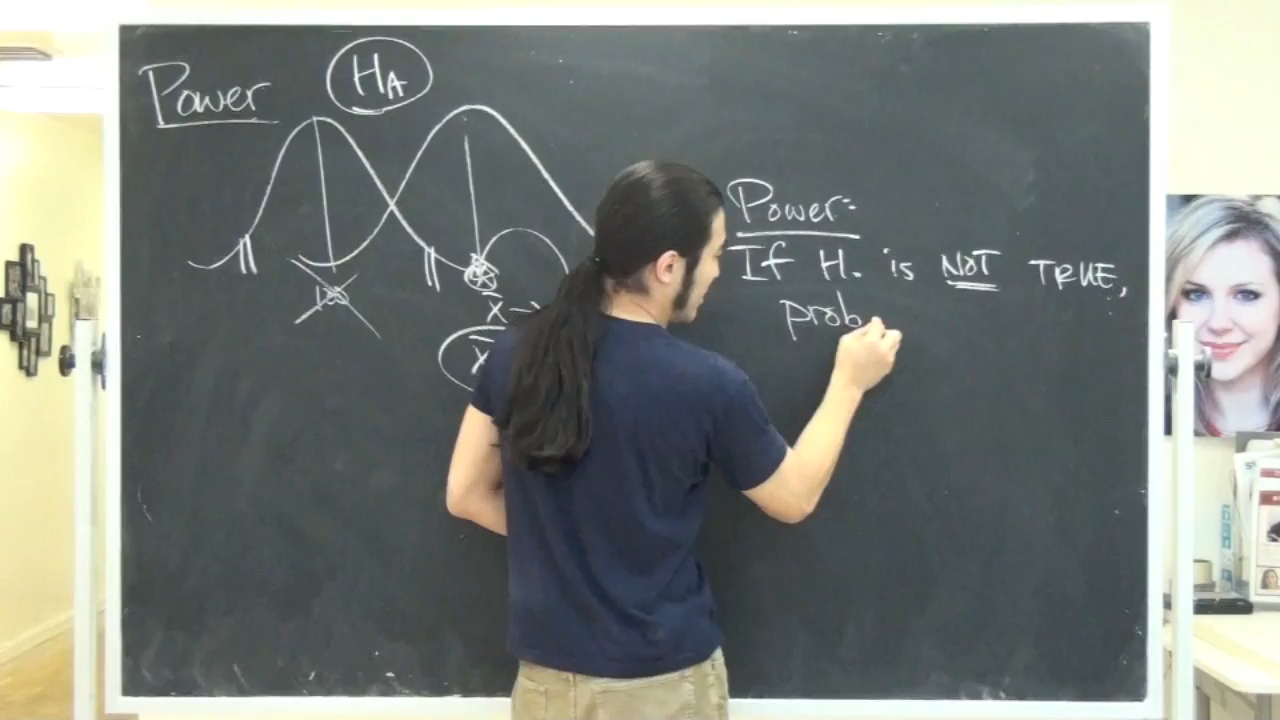 Power
HA
x̄
x̄
Power:
If H. is NOT TRUE,
prob